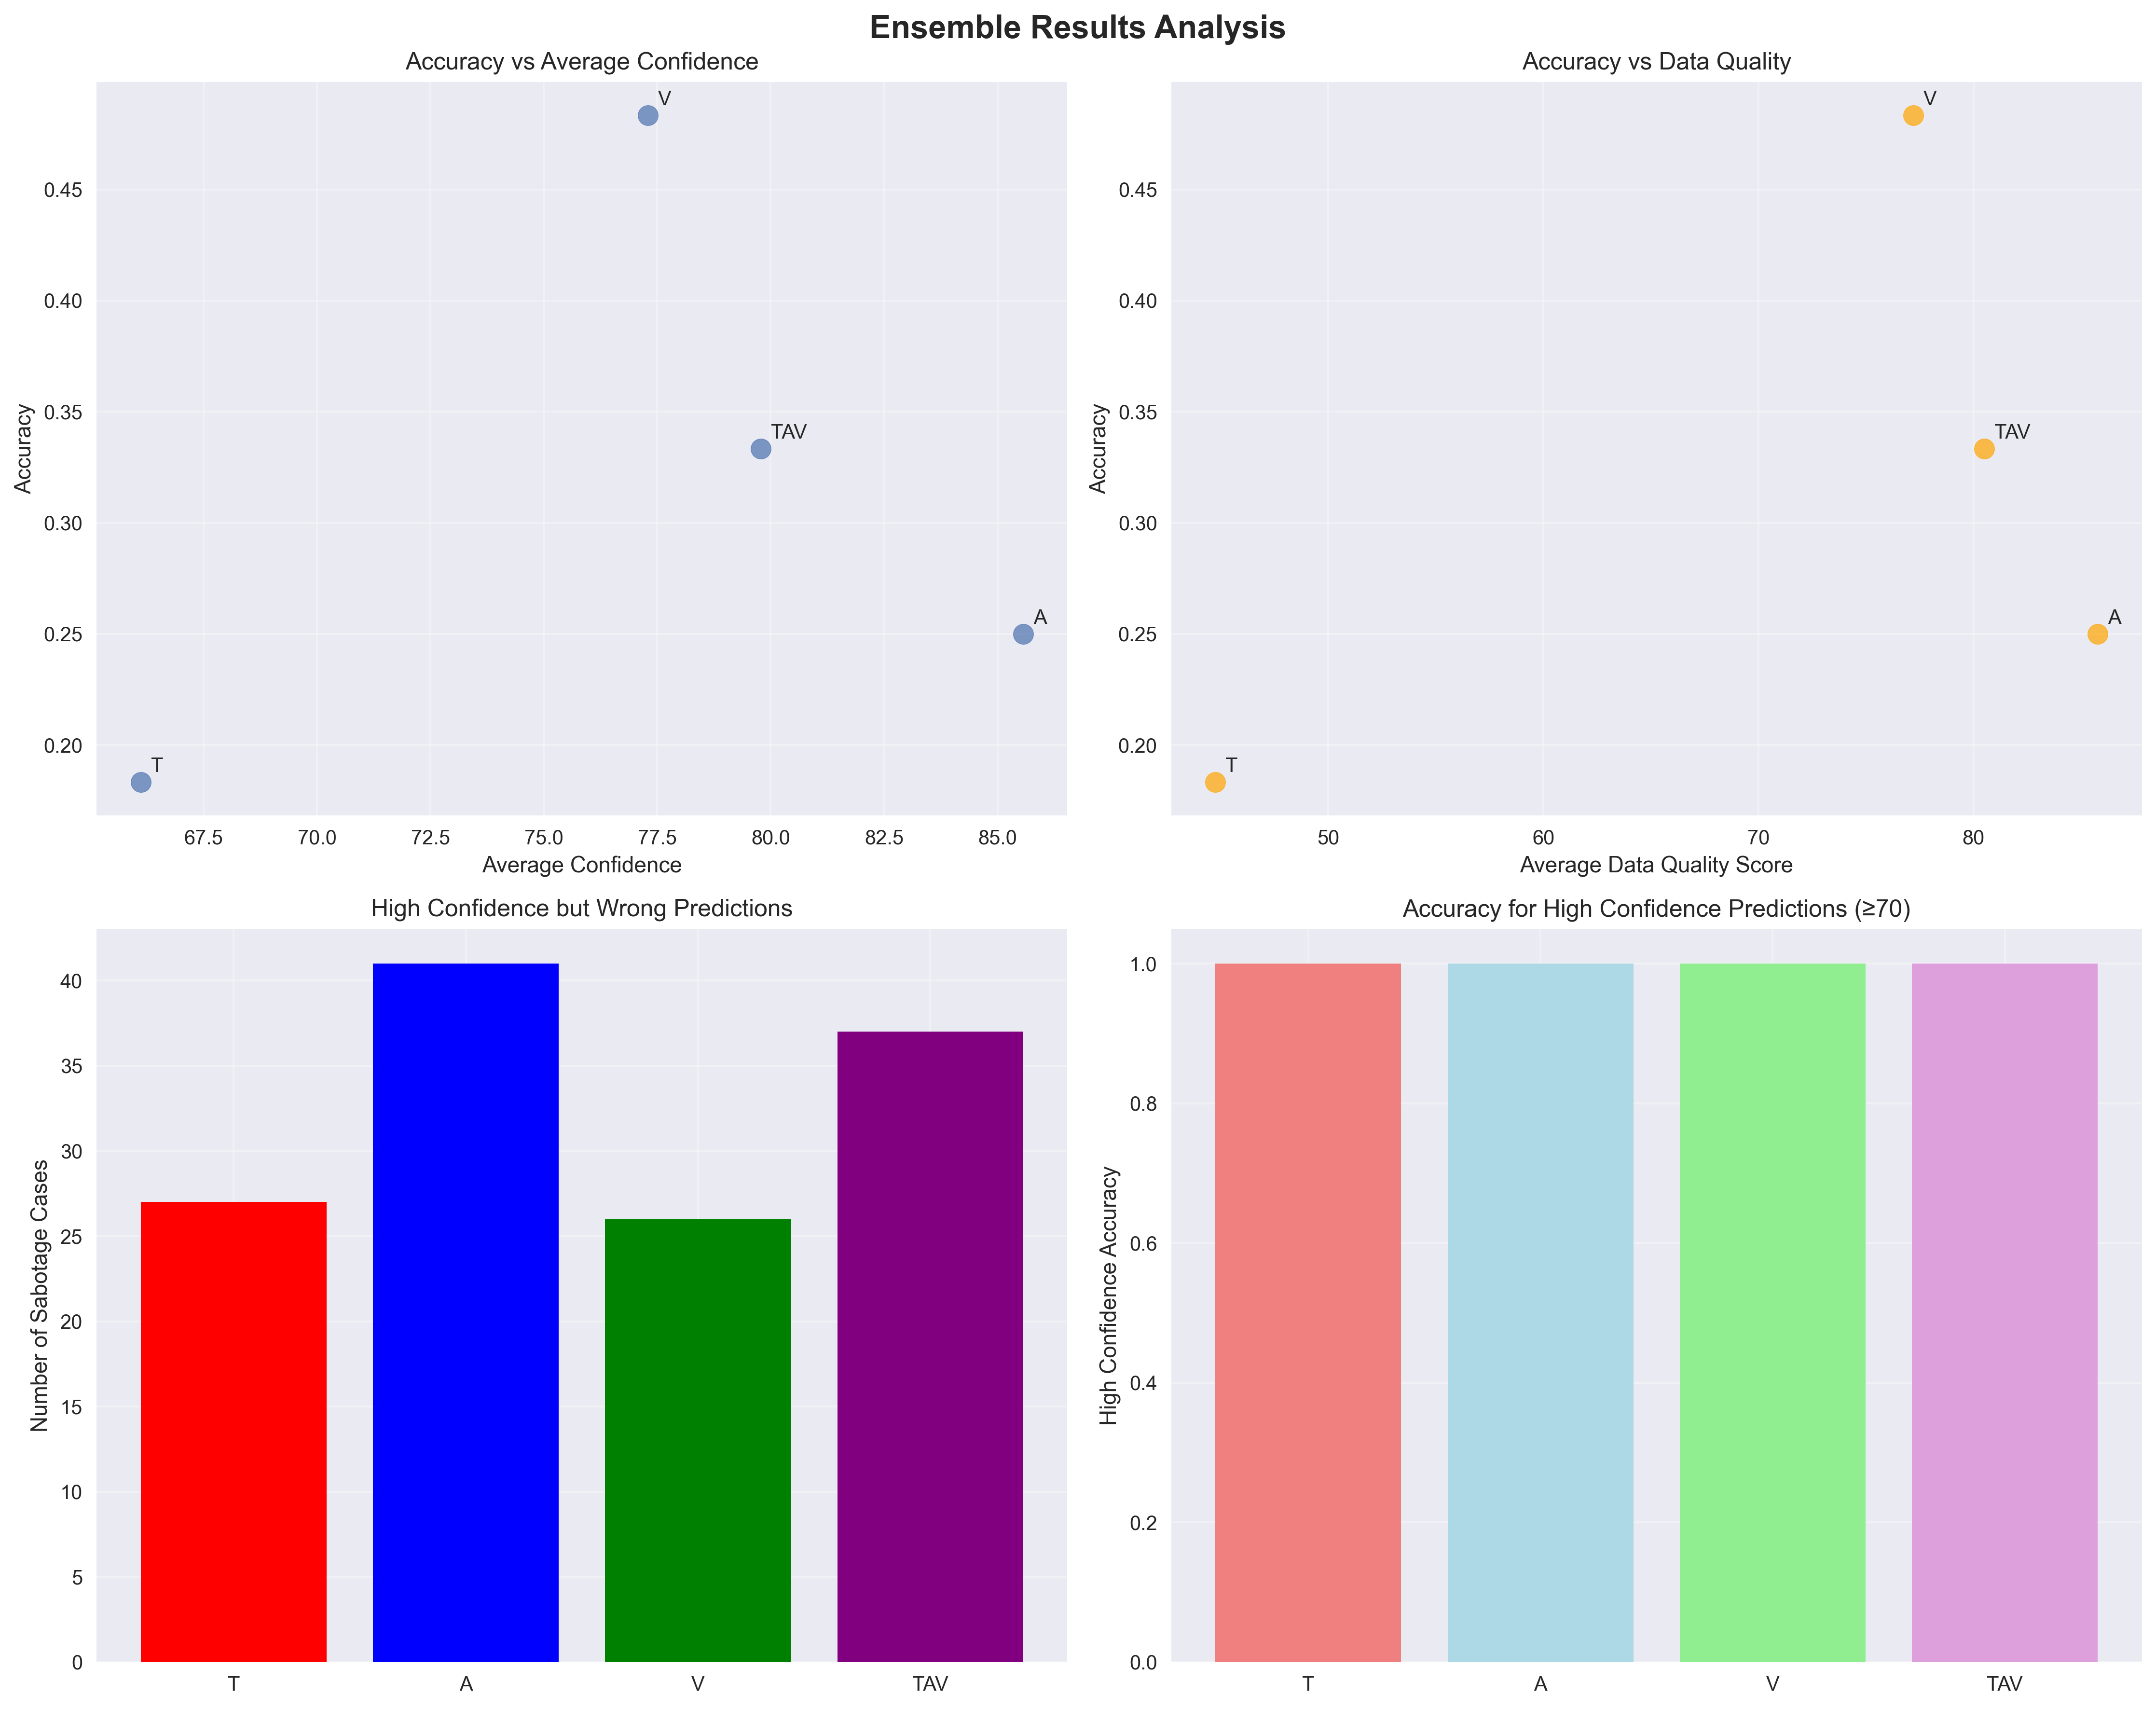 Ensemble Results Analysis
Accuracy vs Average Confidence
V
TAV
A
T
0.45
0.40
0.35
0.30
0.25
0.20
Accuracy
67.5 70.0 72.5 75.0 77.5 80.0 82.5 85.0
Average Confidence
Accuracy vs Data Quality
V
TAV
A
T
0.45
0.40
0.35
0.30
0.25
0.20
Accuracy
50 60 70 80
Average Data Quality Score
High Confidence but Wrong Predictions
40
35
30
25
20
15
10
5
0
Number of Sabotage Cases
T A V TAV
Accuracy for High Confidence Predictions (≥70)
1.0
0.8
0.6
0.4
0.2
0.0
High Confidence Accuracy
T A V TAV